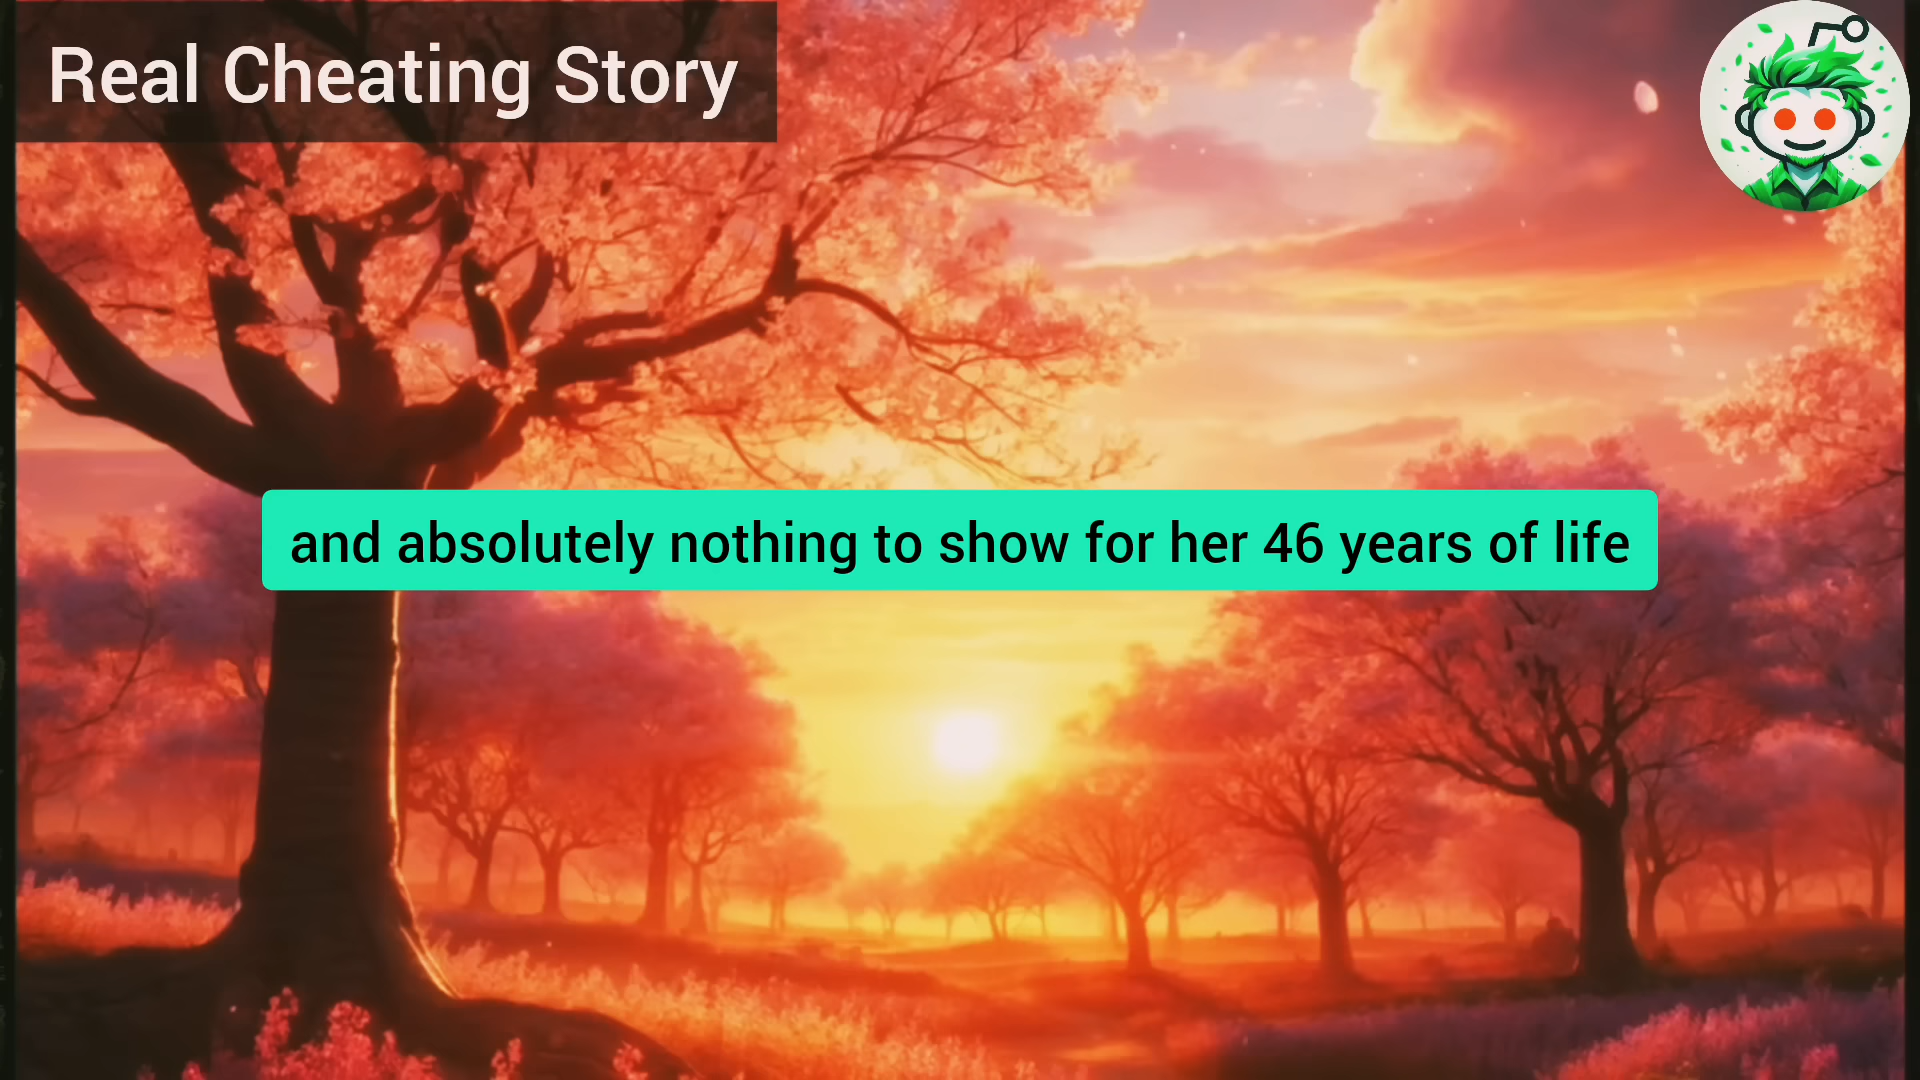 Real Cheating Story
and absolutely nothing to show for her 46 years of life